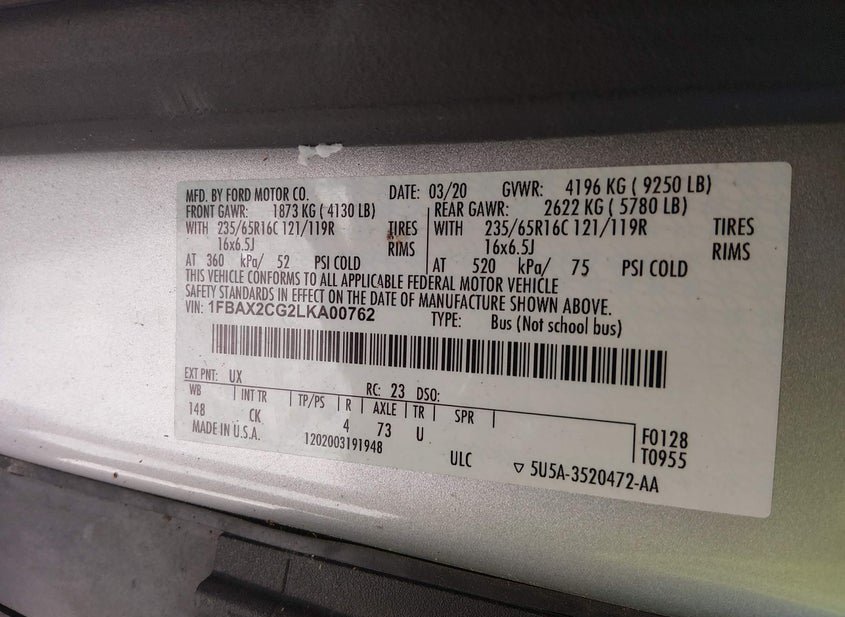 MFD. BY FORD MOTOR CO. DATE: 03/20 GVWR: 4196 KG ( 9250 LB)
FRONT GAWR: 1873 KG ( 4130 LB) REAR GAWR: 2622 KG ( 5780 LB)
WITH 235/65R16C 121/119R TIRES WITH 235/65R16C 121/119R TIRES
16x6.5J RIMS 16x6.5J RIMS
AT 360 kPa/ 52 PSI COLD AT 520 kPa/ 75 PSI COLD
THIS VEHICLE CONFORMS TO ALL APPLICABLE FEDERAL MOTOR VEHICLE
SAFETY STANDARDS IN EFFECT ON THE DATE OF MANUFACTURE SHOWN ABOVE.
VIN: 1FBAX2CG2LKA00762 TYPE: Bus (Not school bus)
EXT PNT: UX RC: 23 DSO:
WB INT TR TP/PS R AXLE TR SPR
148 CK 4 73 U F0128
MADE IN U.S.A. 1202003191948 T0955
ULC ▽ 5U5A-3520472-AA